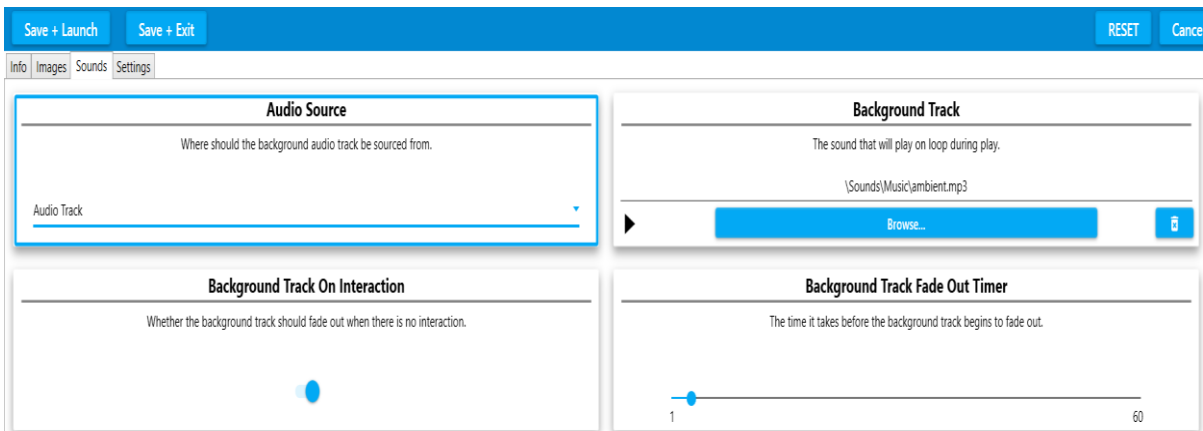 Save + Launch Save + Exit RESET Cance
Info Images Sounds Settings
Audio Source
Where should the background audio track be sourced from.
Audio Track
Background Track
The sound that will play on loop during play.
\Sounds\Music\ambient.mp3
Browse...
Background Track On Interaction
Whether the background track should fade out when there is no interaction.
Background Track Fade Out Timer
The time it takes before the background track begins to fade out.
1 60